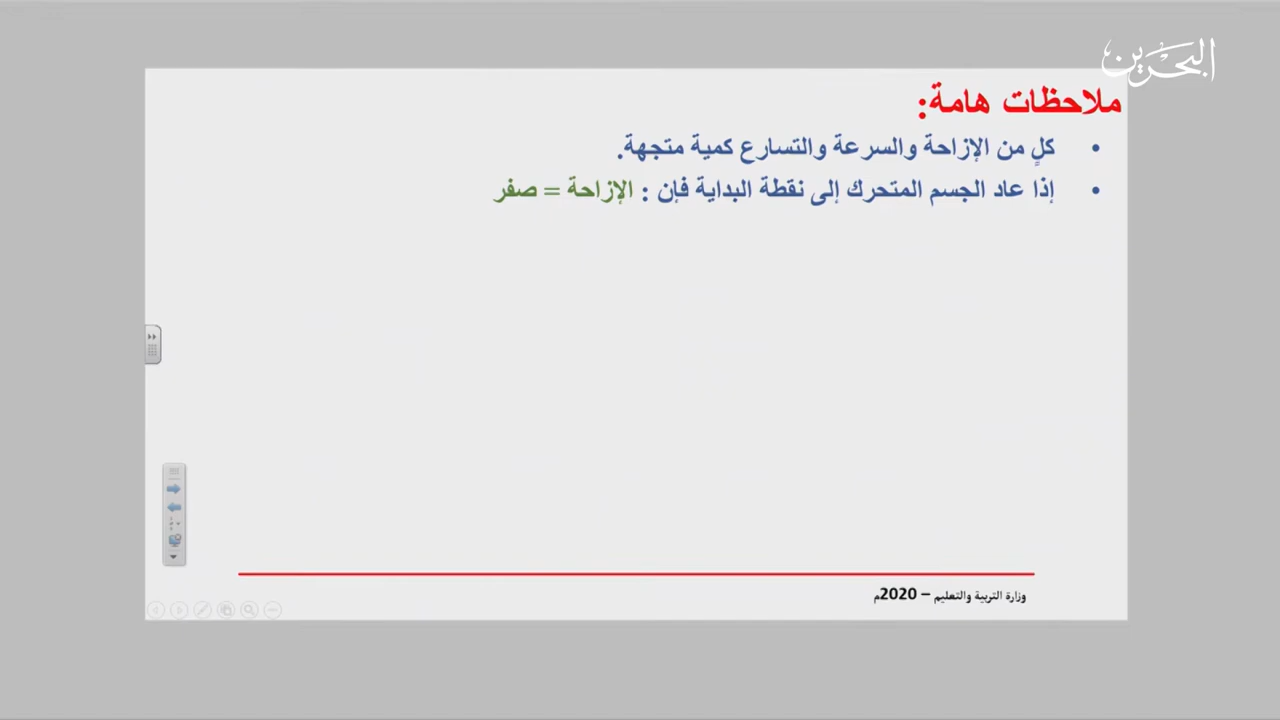 البحرين
ملاحظات هامة:
• كلٍ من الإزاحة والسرعة والتسارع كمية متجهة.
• إذا عاد الجسم المتحرك إلى نقطة البداية فإن : الإزاحة = صفر
وزارة التربية والتعليم – 2020م